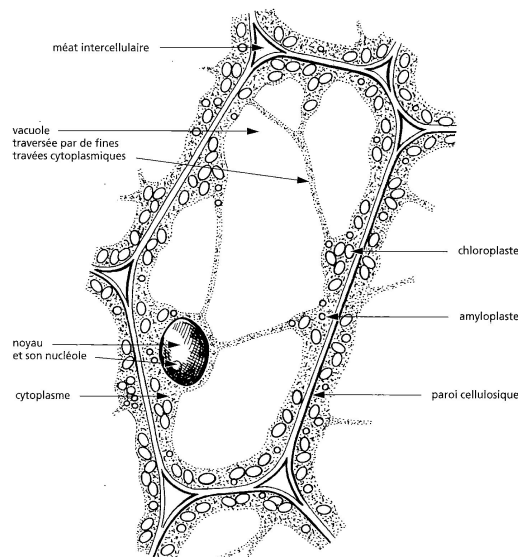 méat intercellulaire
vacuole
traversée par de fines
travées cytoplasmiques
chloroplaste
amyloplaste
noyau
et son nucléole
cytoplasme
paroi cellulosique